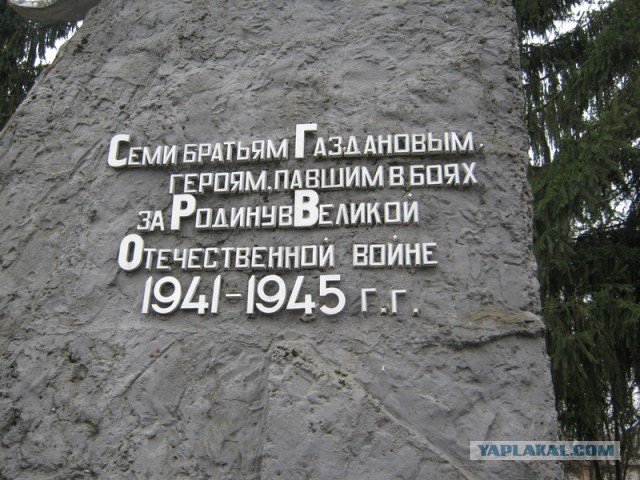 Семи братьям Газдановым,
героям, павшим в боях
за Родину в Великой
Отечественной войне
1941-1945 г.г.
YAPLAKAL.COM